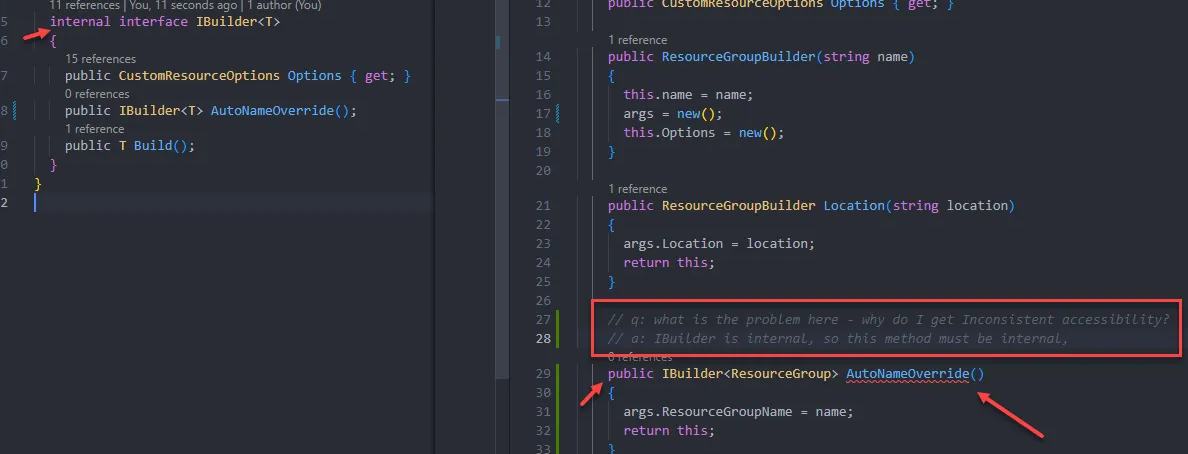 11 references | You, 11 seconds ago | 1 author (You)
5 internal interface IBuilder<T>
6 {
15 references
7 public CustomResourceOptions Options { get; }
0 references
8 public IBuilder<T> AutoNameOverride();
1 reference
9 public T Build();
0 }
1 }
2
12 public CustomResourceOptions Options { get; }
13
1 reference
14 public ResourceGroupBuilder(string name)
15 {
16 this.name = name;
17 args = new();
18 this.Options = new();
19 }
20
1 reference
21 public ResourceGroupBuilder Location(string location)
22 {
23 args.Location = location;
24 return this;
25 }
26
27 // q: what is the problem here - why do I get Inconsistent accessibility?
28 // a: IBuilder is internal, so this method must be internal,
0 references
29 public IBuilder<ResourceGroup> AutoNameOverride()
30 {
31 args.ResourceGroupName = name;
32 return this;
33 }